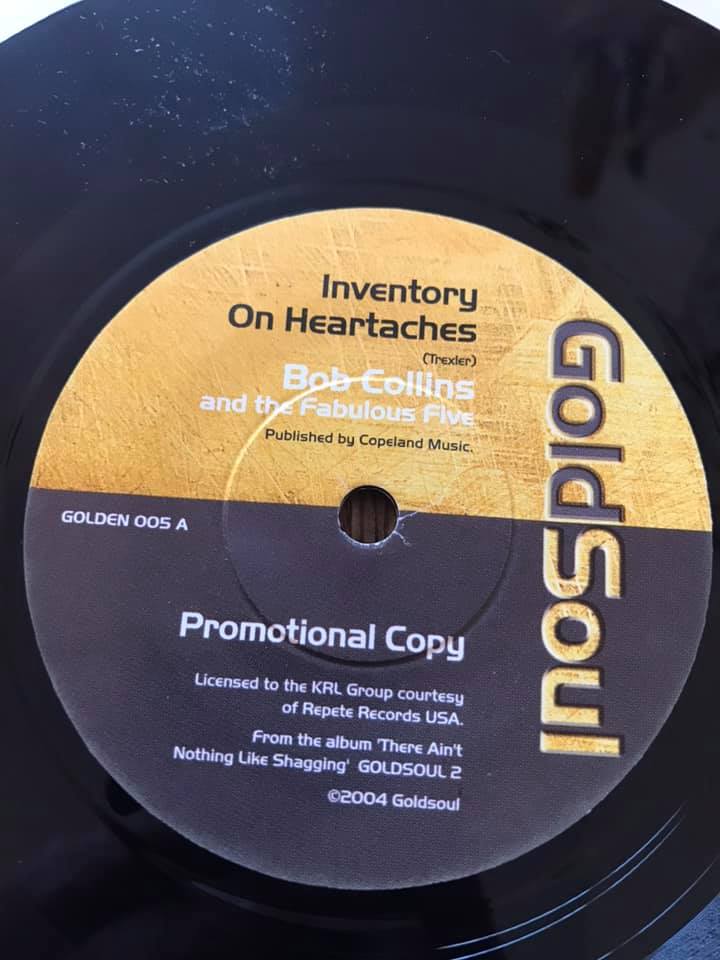 Inventory
On Heartaches
(Trexler)
Bob Collins
and the Fabulous Five
Published by Copeland Music.
GOLDEN 005 A
GoldSoul
Promotional Copy
Licensed to the KRL Group courtesy
of Repete Records USA.
From the album 'There Ain't
Nothing Like Shagging' GOLDSOUL 2
©2004 Goldsoul